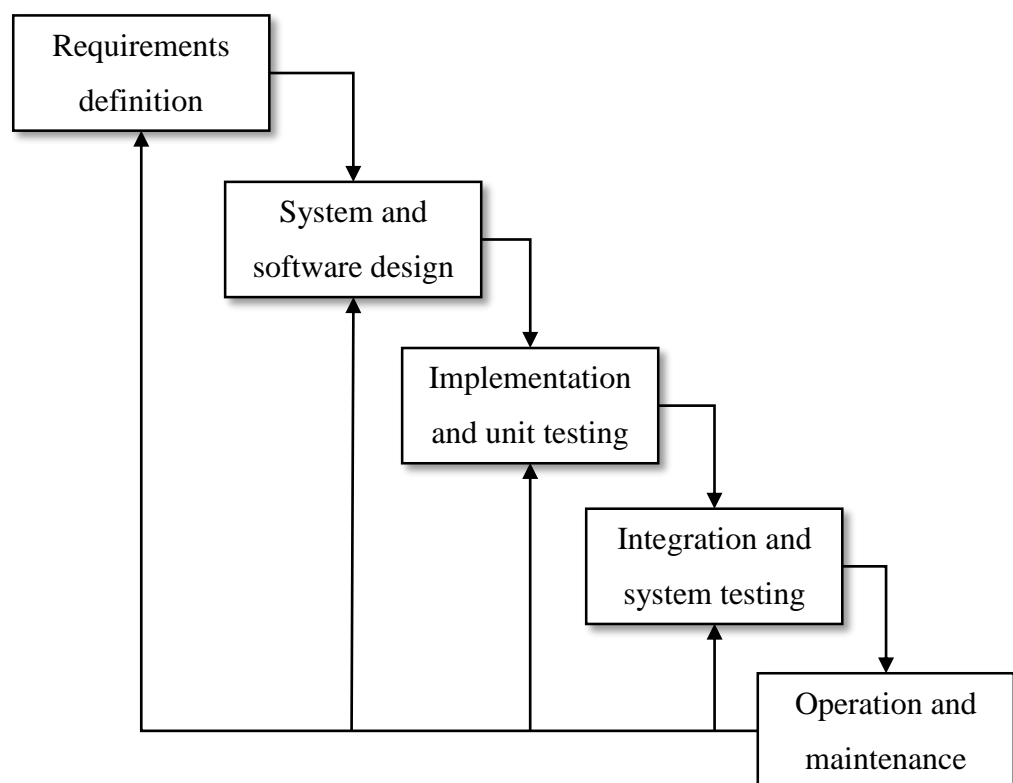 Requirements
definition
System and
software design
Implementation
and unit testing
Integration and
system testing
Operation and
maintenance